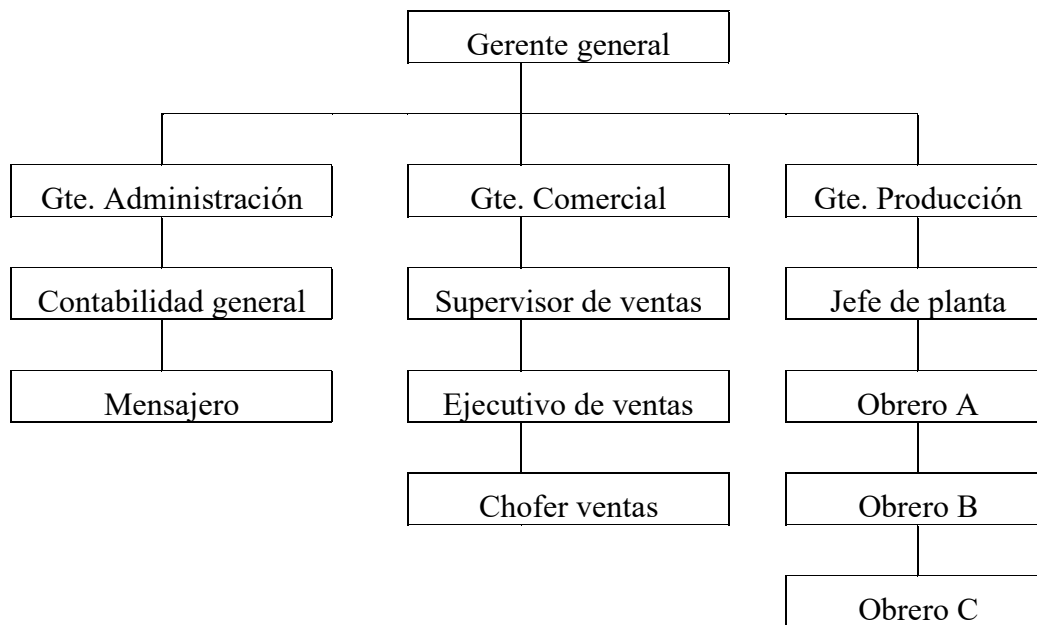 Gerente general
Gte. Administración
Gte. Comercial
Gte. Producción
Contabilidad general
Supervisor de ventas
Jefe de planta
Mensajero
Ejecutivo de ventas
Obrero A
Chofer ventas
Obrero B
Obrero C